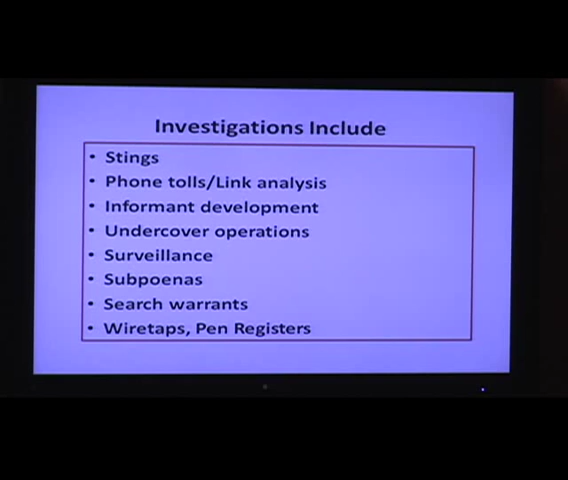 Investigations Include
• Stings
• Phone tolls/Link analysis
• Informant development
• Undercover operations
• Surveillance
• Subpoenas
• Search warrants
• Wiretaps, Pen Registers